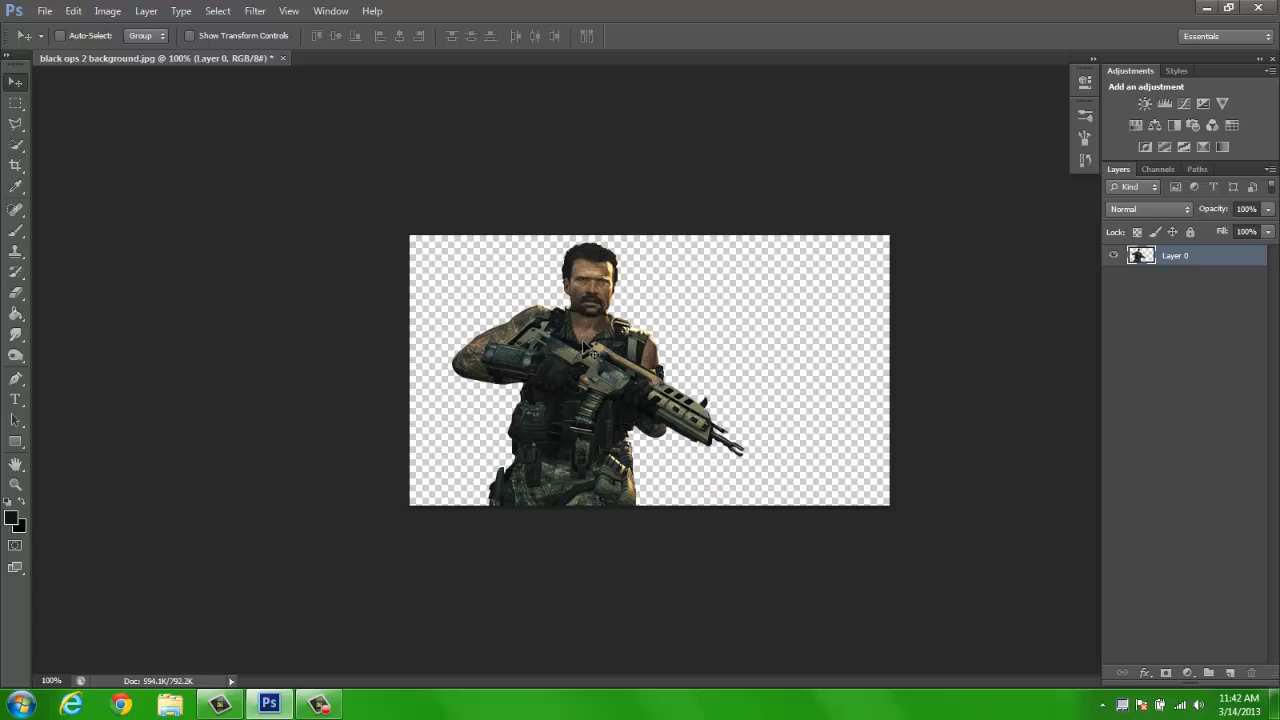 Ps File Edit Image Layer Type Select Filter View Window Help
Auto-Select: Group Show Transform Controls Essentials
black ops 2 background.jpg @ 100% (Layer 0, RGB/8#) * ×
Adjustments Styles
Add an adjustment
Layers Channels Paths
Kind
Normal Opacity: 100%
Lock: Fill: 100%
Layer 0
100% Doc: 594.1K/792.2K
Ps
11:42 AM
3/14/2013